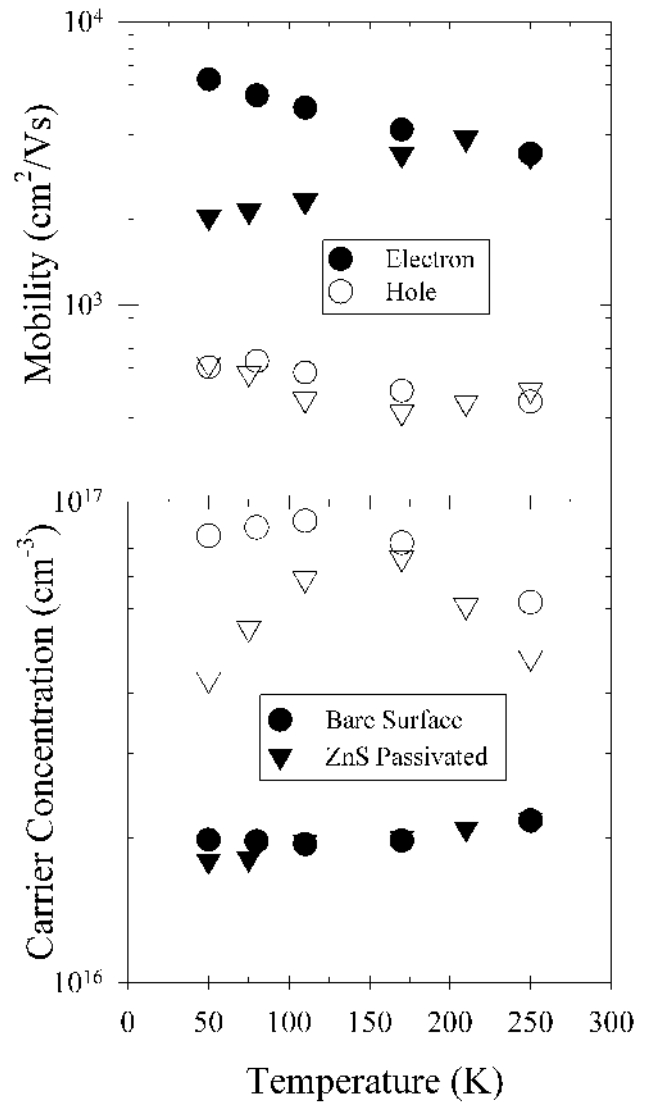 10⁴
Mobility (cm²/Vs)
Electron
Hole
10³
10¹⁷
Carrier Concentration (cm⁻³)
Bare Surface
ZnS Passivated
10¹⁶
0 50 100 150 200 250 300
Temperature (K)